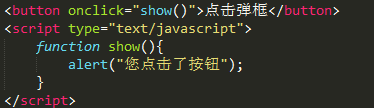 <button onclick="show()">点击弹框</button>
<script type="text/javascript">
    function show(){
        alert("您点击了按钮");
    }
</script>